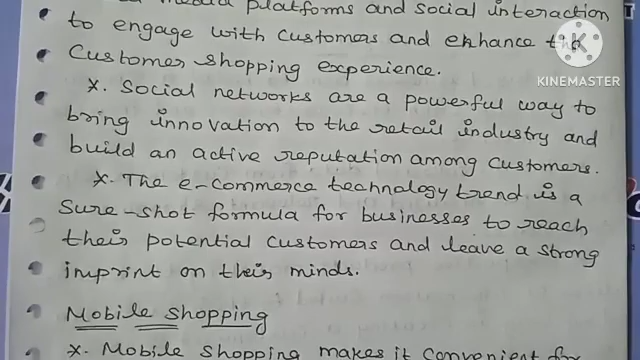 media platforms and social interaction
to engage with customers and enhance the
customer shopping experience.
x. Social networks are a powerful way to
bring innovation to the retail industry and
build an active reputation among customers.
x. The e-commerce technology trend is a
sure-shot formula for businesses to reach
their potential customers and leave a strong
imprint on their minds.
Mobile Shopping
x. Mobile shopping makes it convenient for
K
KINEMASTER